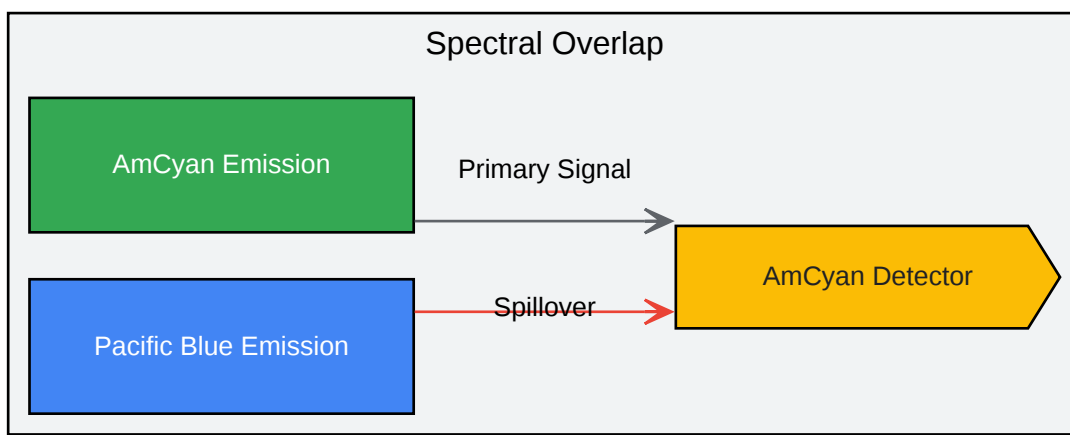 Spectral Overlap
AmCyan Emission
Primary Signal
AmCyan Detector
Spillover
Pacific Blue Emission